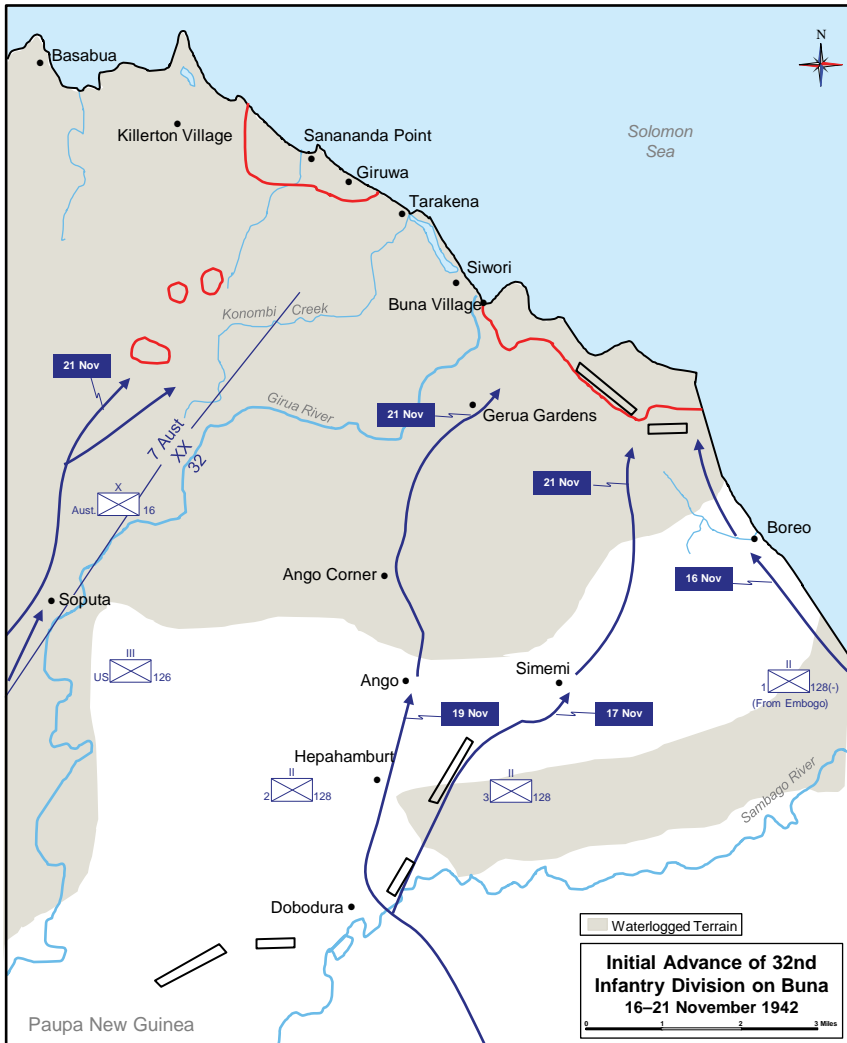 N
Basabua
Killerton Village
Sanananda Point
Solomon
Sea
Giruwa
Tarakena
Siwori
Buna Village
Konombi Creek
21 Nov
21 Nov
Gerua Gardens
Girua River
7 Aust
XX
32
21 Nov
X
Aust. 16
Boreo
Ango Corner
16 Nov
Soputa
III
US 126
Ango
Simemi
II
1 128(-)
(From Embogo)
19 Nov
17 Nov
Hepahamburt
II
2 128
II
3 128
Sambago River
Dobodura
Waterlogged Terrain
Initial Advance of 32nd
Infantry Division on Buna
16–21 November 1942
0 1 2 3 Miles
Paupa New Guinea